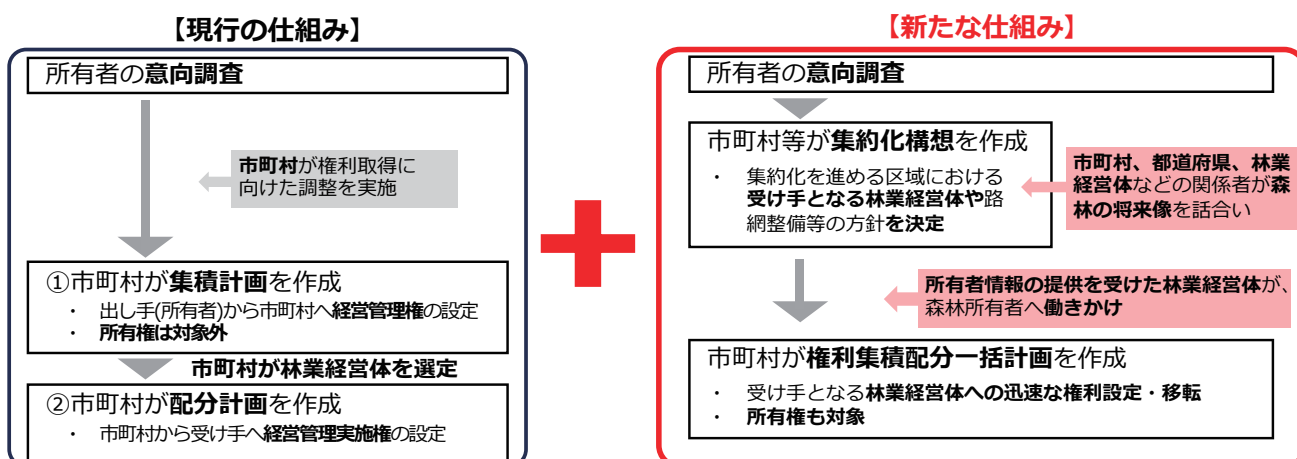 【現行の仕組み】
所有者の意向調査
市町村が権利取得に
向けた調整を実施
①市町村が集積計画を作成
・ 出し手(所有者)から市町村へ経営管理権の設定
・ 所有権は対象外
市町村が林業経営体を選定
②市町村が配分計画を作成
・ 市町村から受け手へ経営管理実施権の設定
【新たな仕組み】
所有者の意向調査
市町村等が集約化構想を作成
・ 集約化を進める区域における
受け手となる林業経営体や路
網整備等の方針を決定
市町村、都道府県、林業
経営体などの関係者が森
林の将来像を話合い
所有者情報の提供を受けた林業経営体が、
森林所有者へ働きかけ
市町村が権利集積配分一括計画を作成
・ 受け手となる林業経営体への迅速な権利設定・移転
・ 所有権も対象